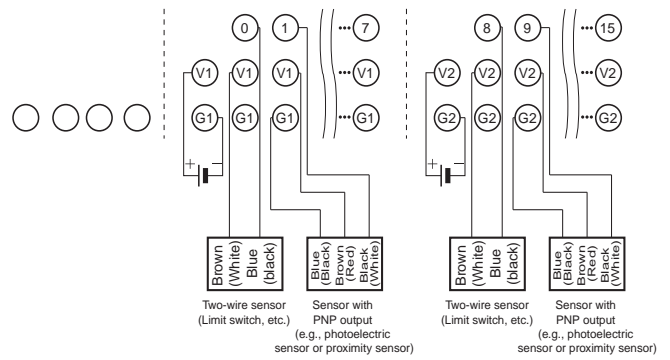 0 1 ••• 7 8 9 ••• 15
V1 V1 V1 ••• V1 V2 V2 V2 ••• V2
G1 G1 G1 ••• G1 G2 G2 G2 ••• G2
+ – + –
Brown
(White)
Blue
(black)
Blue
(Black)
Brown
(Red)
Black
(White)
Brown
(White)
Blue
(black)
Blue
(Black)
Brown
(Red)
Black
(White)
Two-wire sensor
(Limit switch, etc.)
Sensor with
PNP output
(e.g., photoelectric
sensor or proximity sensor)
Two-wire sensor
(Limit switch, etc.)
Sensor with
PNP output
(e.g., photoelectric
sensor or proximity sensor)